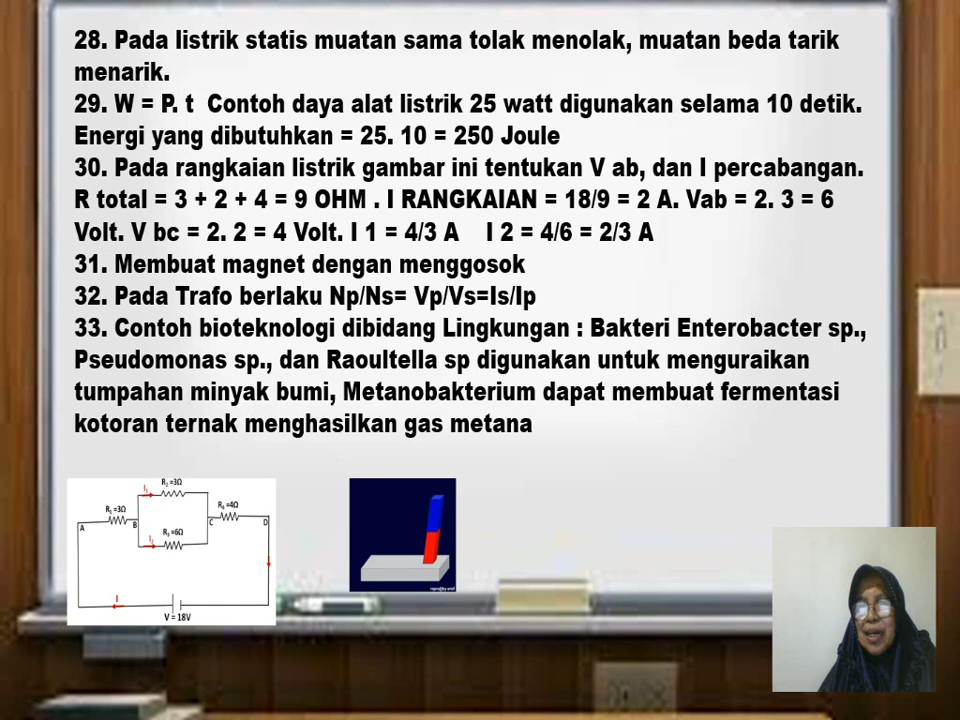 28. Pada listrik statis muatan sama tolak menolak, muatan beda tarik
menarik.
29. W = P. t  Contoh daya alat listrik 25 watt digunakan selama 10 detik.
Energi yang dibutuhkan = 25. 10 = 250 Joule
30. Pada rangkaian listrik gambar ini tentukan V ab, dan I percabangan.
R total = 3 + 2 + 4 = 9 OHM . I RANGKAIAN = 18/9 = 2 A. Vab = 2. 3 = 6
Volt. V bc = 2. 2 = 4 Volt. I 1 = 4/3 A    I 2 = 4/6 = 2/3 A
31. Membuat magnet dengan menggosok
32. Pada Trafo berlaku Np/Ns= Vp/Vs=Is/Ip
33. Contoh bioteknologi dibidang Lingkungan : Bakteri Enterobacter sp.,
Pseudomonas sp., dan Raoultella sp digunakan untuk menguraikan
tumpahan minyak bumi, Metanobakterium dapat membuat fermentasi
kotoran ternak menghasilkan gas metana
R₂ =3Ω
I₁
R₁ =3Ω
R₄ =4Ω
A
B
C
D
R₃ =6Ω
I₂
I
V = 18V